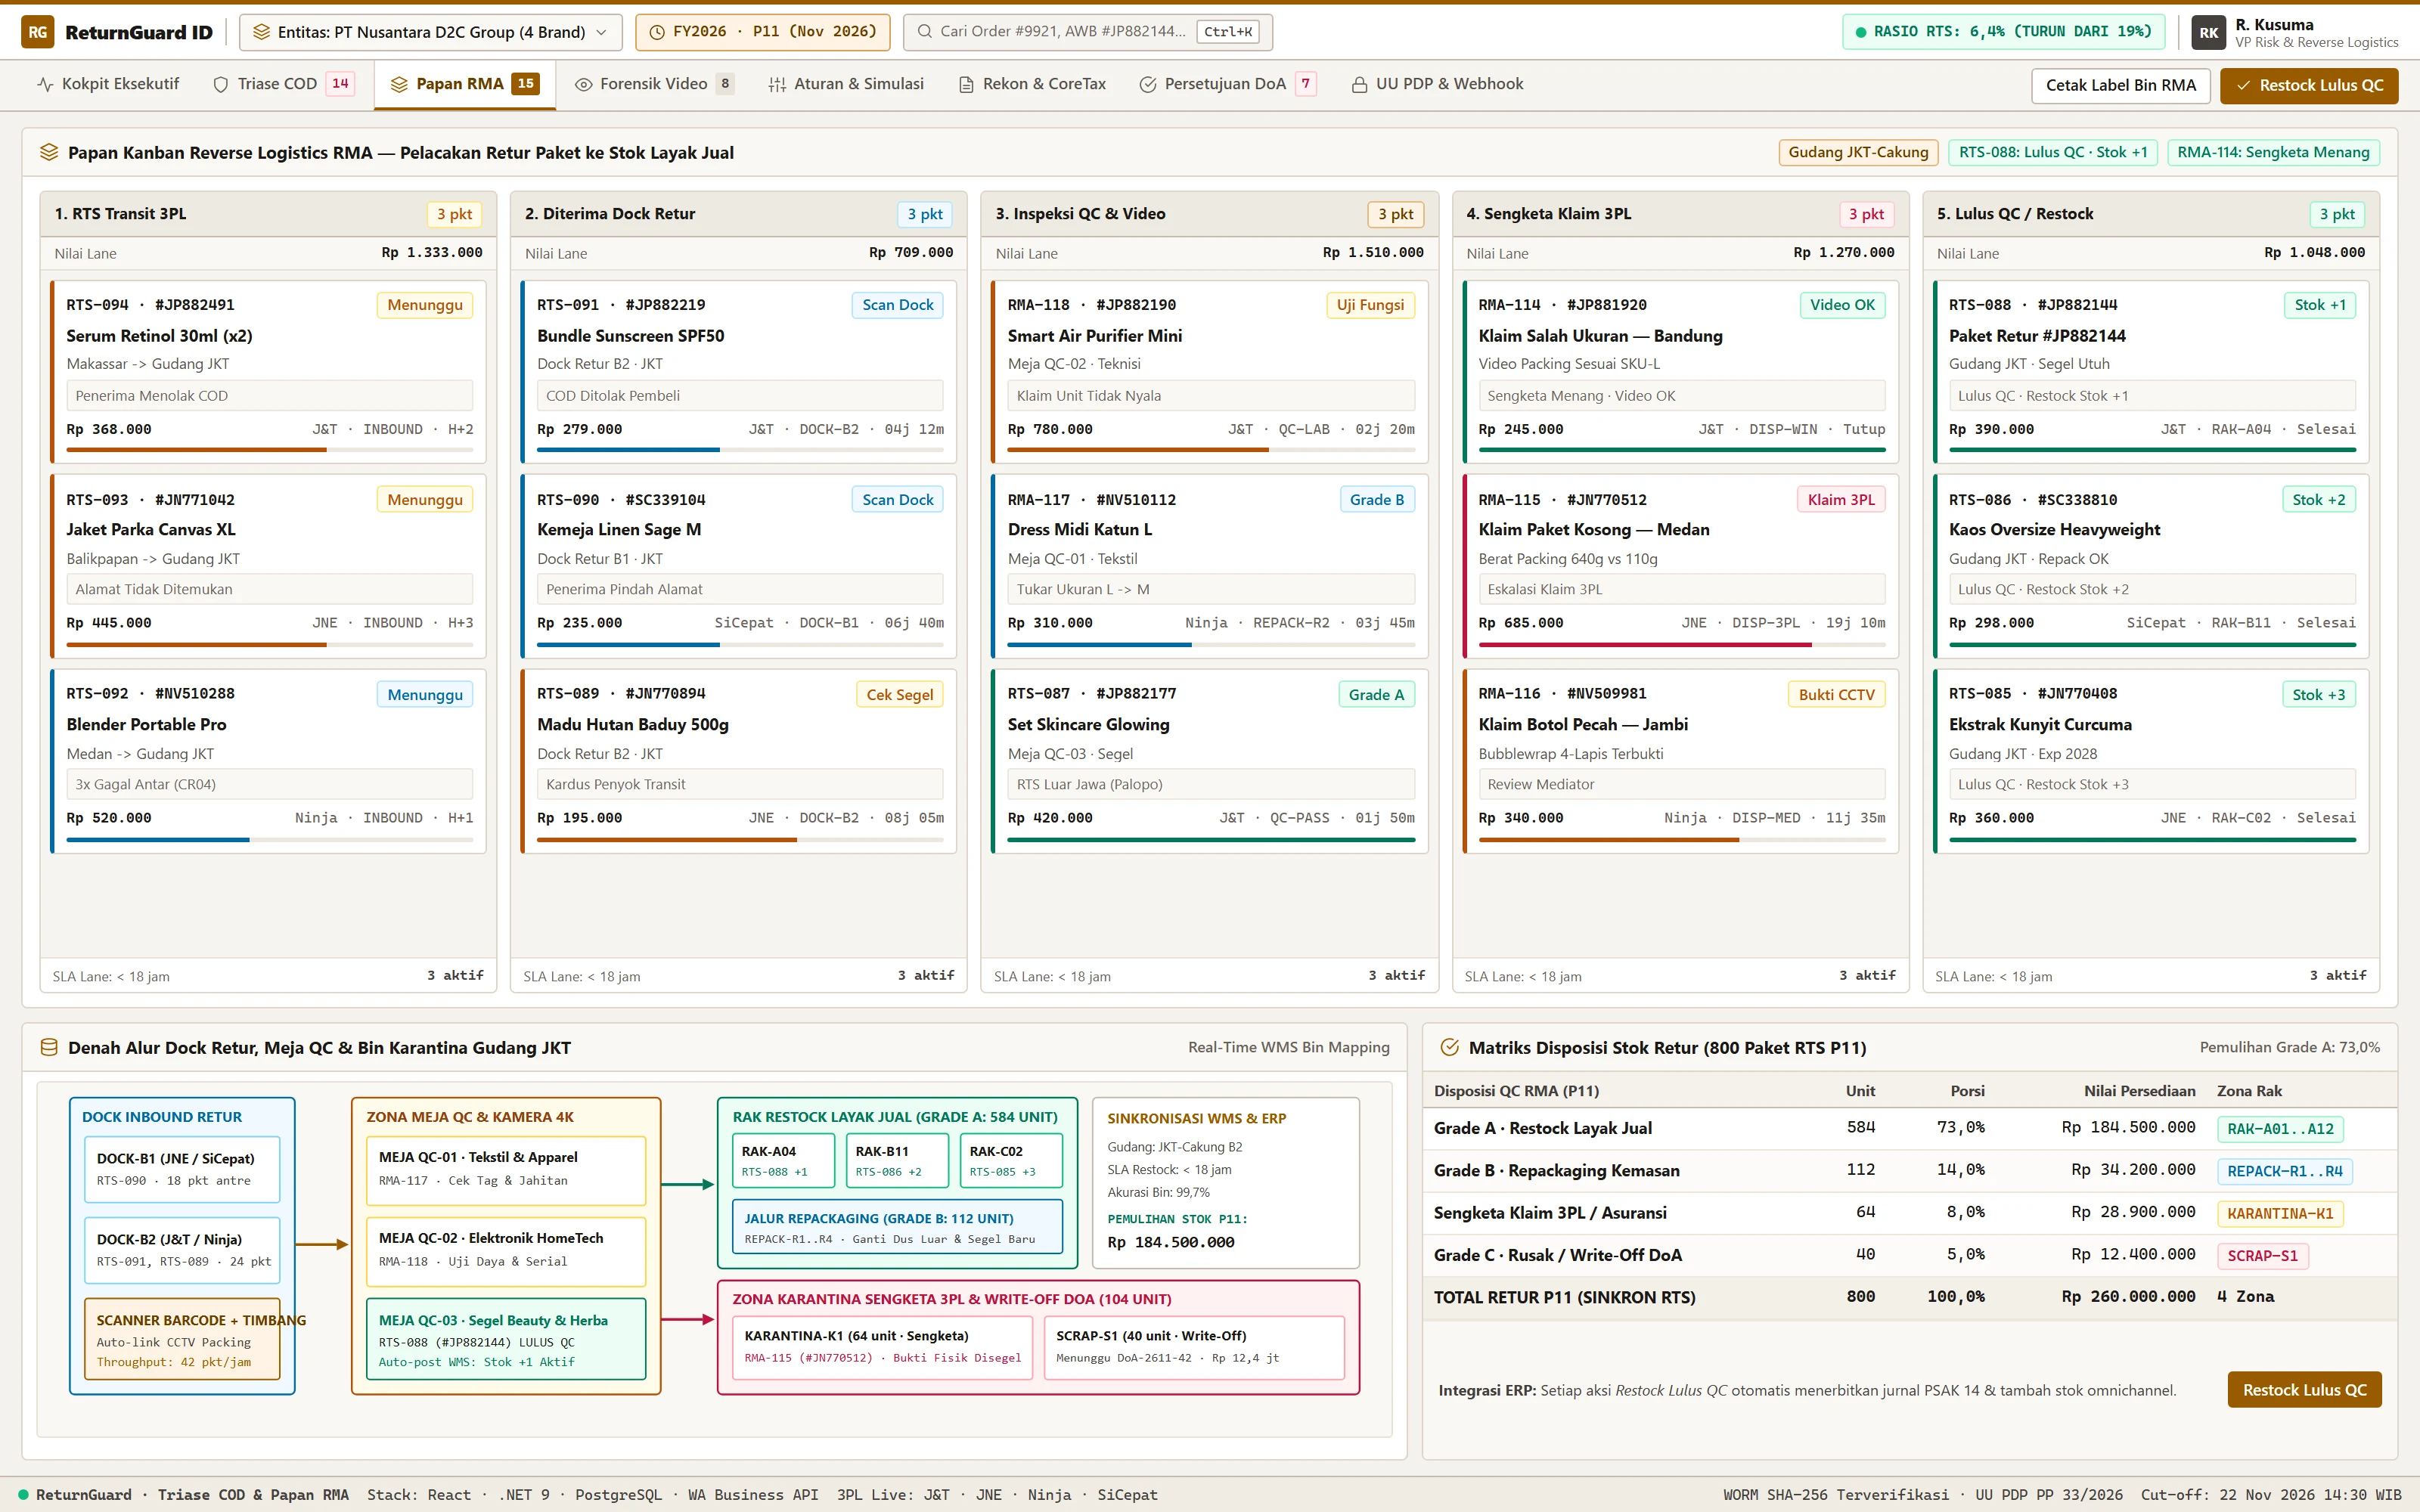 RG ReturnGuard ID
Entitas: PT Nusantara D2C Group (4 Brand)
FY2026 · P11 (Nov 2026)
Cari Order #9921, AWB #JP882144... Ctrl+K
RASIO RTS: 6,4% (TURUN DARI 19%)
RK
R. Kusuma
VP Risk & Reverse Logistics
Kokpit Eksekutif
Triase COD 14
Papan RMA 15
Forensik Video 8
Aturan & Simulasi
Rekon & CoreTax
Persetujuan DoA 7
UU PDP & Webhook
Cetak Label Bin RMA
Restock Lulus QC
Papan Kanban Reverse Logistics RMA — Pelacakan Retur Paket ke Stok Layak Jual
Gudang JKT-Cakung
RTS-088: Lulus QC · Stok +1
RMA-114: Sengketa Menang
1. RTS Transit 3PL 3 pkt
Nilai Lane Rp 1.333.000
RTS-094 · #JP882491 Menunggu
Serum Retinol 30ml (x2)
Makassar -> Gudang JKT
Penerima Menolak COD
Rp 368.000 J&T · INBOUND · H+2
RTS-093 · #JN771042 Menunggu
Jaket Parka Canvas XL
Balikpapan -> Gudang JKT
Alamat Tidak Ditemukan
Rp 445.000 JNE · INBOUND · H+3
RTS-092 · #NV510288 Menunggu
Blender Portable Pro
Medan -> Gudang JKT
3x Gagal Antar (CR04)
Rp 520.000 Ninja · INBOUND · H+1
SLA Lane: < 18 jam 3 aktif
2. Diterima Dock Retur 3 pkt
Nilai Lane Rp 709.000
RTS-091 · #JP882219 Scan Dock
Bundle Sunscreen SPF50
Dock Retur B2 · JKT
COD Ditolak Pembeli
Rp 279.000 J&T · DOCK-B2 · 04j 12m
RTS-090 · #SC339104 Scan Dock
Kemeja Linen Sage M
Dock Retur B1 · JKT
Penerima Pindah Alamat
Rp 235.000 SiCepat · DOCK-B1 · 06j 40m
RTS-089 · #JN770894 Cek Segel
Madu Hutan Baduy 500g
Dock Retur B2 · JKT
Kardus Penyok Transit
Rp 195.000 JNE · DOCK-B2 · 08j 05m
SLA Lane: < 18 jam 3 aktif
3. Inspeksi QC & Video 3 pkt
Nilai Lane Rp 1.510.000
RMA-118 · #JP882190 Uji Fungsi
Smart Air Purifier Mini
Meja QC-02 · Teknisi
Klaim Unit Tidak Nyala
Rp 780.000 J&T · QC-LAB · 02j 20m
RMA-117 · #NV510112 Grade B
Dress Midi Katun L
Meja QC-01 · Tekstil
Tukar Ukuran L -> M
Rp 310.000 Ninja · REPACK-R2 · 03j 45m
RTS-087 · #JP882177 Grade A
Set Skincare Glowing
Meja QC-03 · Segel
RTS Luar Jawa (Palopo)
Rp 420.000 J&T · QC-PASS · 01j 50m
SLA Lane: < 18 jam 3 aktif
4. Sengketa Klaim 3PL 3 pkt
Nilai Lane Rp 1.270.000
RMA-114 · #JP881920 Video OK
Klaim Salah Ukuran — Bandung
Video Packing Sesuai SKU-L
Sengketa Menang · Video OK
Rp 245.000 J&T · DISP-WIN · Tutup
RMA-115 · #JN770512 Klaim 3PL
Klaim Paket Kosong — Medan
Berat Packing 640g vs 110g
Eskalasi Klaim 3PL
Rp 685.000 JNE · DISP-3PL · 19j 10m
RMA-116 · #NV509981 Bukti CCTV
Klaim Botol Pecah — Jambi
Bubblewrap 4-Lapis Terbukti
Review Mediator
Rp 340.000 Ninja · DISP-MED · 11j 35m
SLA Lane: < 18 jam 3 aktif
5. Lulus QC / Restock 3 pkt
Nilai Lane Rp 1.048.000
RTS-088 · #JP882144 Stok +1
Paket Retur #JP882144
Gudang JKT · Segel Utuh
Lulus QC · Restock Stok +1
Rp 390.000 J&T · RAK-A04 · Selesai
RTS-086 · #SC338810 Stok +2
Kaos Oversize Heavyweight
Gudang JKT · Repack OK
Lulus QC · Restock Stok +2
Rp 298.000 SiCepat · RAK-B11 · Selesai
RTS-085 · #JN770408 Stok +3
Ekstrak Kunyit Curcuma
Gudang JKT · Exp 2028
Lulus QC · Restock Stok +3
Rp 360.000 JNE · RAK-C02 · Selesai
SLA Lane: < 18 jam 3 aktif
Denah Alur Dock Retur, Meja QC & Bin Karantina Gudang JKT
Real-Time WMS Bin Mapping
DOCK INBOUND RETUR
DOCK-B1 (JNE / SiCepat)
RTS-090 · 18 pkt antre
DOCK-B2 (J&T / Ninja)
RTS-091, RTS-089 · 24 pkt
SCANNER BARCODE + TIMBANG
Auto-link CCTV Packing
Throughput: 42 pkt/jam
ZONA MEJA QC & KAMERA 4K
MEJA QC-01 · Tekstil & Apparel
RMA-117 · Cek Tag & Jahitan
MEJA QC-02 · Elektronik HomeTech
RMA-118 · Uji Daya & Serial
MEJA QC-03 · Segel Beauty & Herba
RTS-088 (#JP882144) LULUS QC
Auto-post WMS: Stok +1 Aktif
RAK RESTOCK LAYAK JUAL (GRADE A: 584 UNIT)
RAK-A04
RTS-088 +1
RAK-B11
RTS-086 +2
RAK-C02
RTS-085 +3
JALUR REPACKAGING (GRADE B: 112 UNIT)
REPACK-R1..R4 · Ganti Dus Luar & Segel Baru
SINKRONISASI WMS & ERP
Gudang: JKT-Cakung B2
SLA Restock: < 18 jam
Akurasi Bin: 99,7%
PEMULIHAN STOK P11:
Rp 184.500.000
ZONA KARANTINA SENGKETA 3PL & WRITE-OFF DOA (104 UNIT)
KARANTINA-K1 (64 unit · Sengketa)
RMA-115 (#JN770512) · Bukti Fisik Disegel
SCRAP-S1 (40 unit · Write-Off)
Menunggu DoA-2611-42 · Rp 12,4 jt
Matriks Disposisi Stok Retur (800 Paket RTS P11)
Pemulihan Grade A: 73,0%
Disposisi QC RMA (P11) Unit Porsi Nilai Persediaan Zona Rak
Grade A · Restock Layak Jual 584 73,0% Rp 184.500.000 RAK-A01..A12
Grade B · Repackaging Kemasan 112 14,0% Rp 34.200.000 REPACK-R1..R4
Sengketa Klaim 3PL / Asuransi 64 8,0% Rp 28.900.000 KARANTINA-K1
Grade C · Rusak / Write-Off DoA 40 5,0% Rp 12.400.000 SCRAP-S1
TOTAL RETUR P11 (SINKRON RTS) 800 100,0% Rp 260.000.000 4 Zona
Integrasi ERP: Setiap aksi Restock Lulus QC otomatis menerbitkan jurnal PSAK 14 & tambah stok omnichannel.
Restock Lulus QC
ReturnGuard · Triase COD & Papan RMA Stack: React · .NET 9 · PostgreSQL · WA Business API 3PL Live: J&T · JNE · Ninja · SiCepat
WORM SHA-256 Terverifikasi · UU PDP PP 33/2026 Cut-off: 22 Nov 2026 14:30 WIB